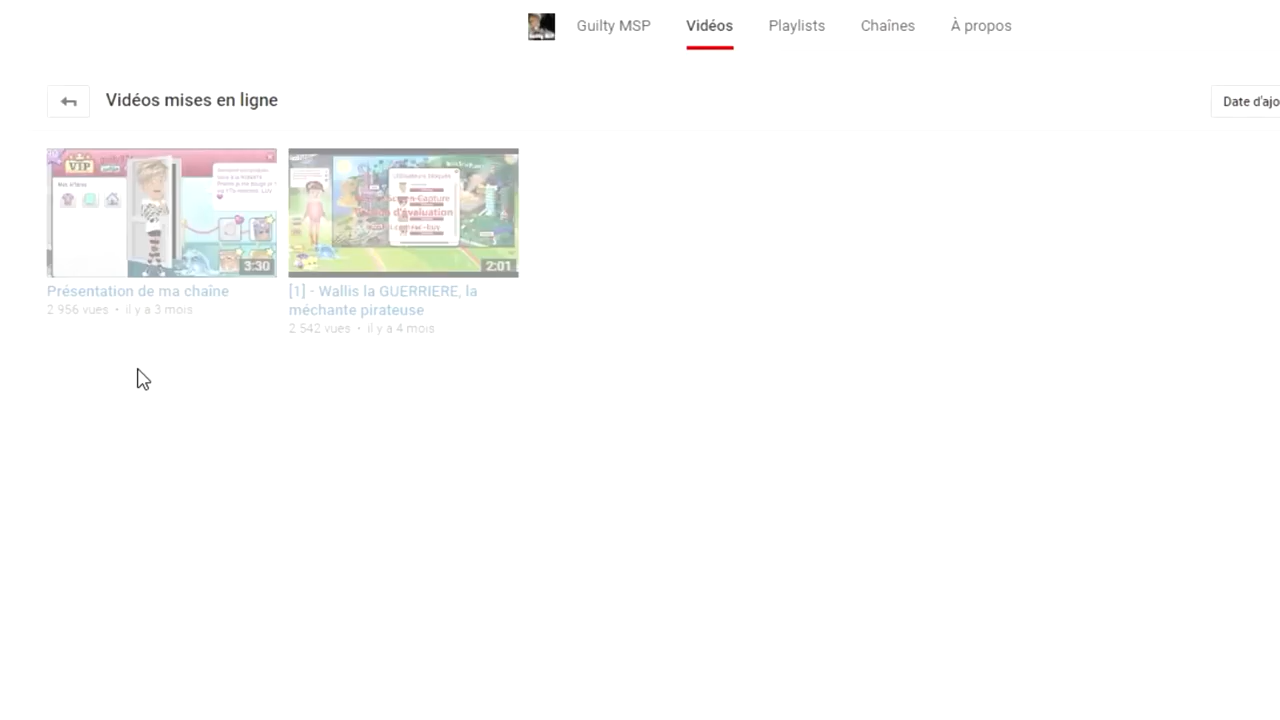 Guilty MSP
Vidéos
Playlists
Chaînes
À propos
Vidéos mises en ligne
Date d'ajo
VIP
3:30
d'évaluation
2:01
Présentation de ma chaîne
2 956 vues • il y a 3 mois
[1] - Wallis la GUERRIERE, la
méchante pirateuse
2 542 vues • il y a 4 mois